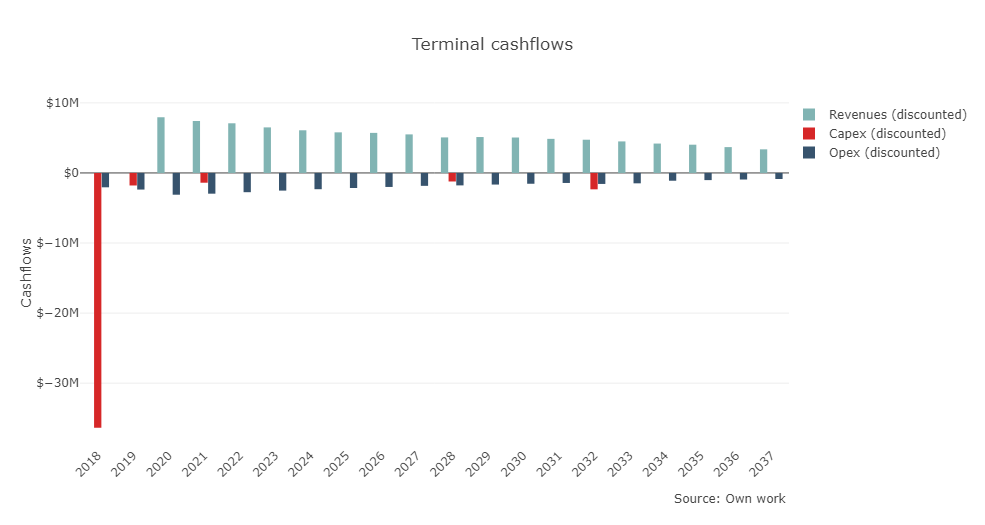 Terminal cashflows
$10M
$0
$−10M
$−20M
$−30M
Cashflows
Revenues (discounted)
Capex (discounted)
Opex (discounted)
2018
2019
2020
2021
2022
2023
2024
2025
2026
2027
2028
2029
2030
2031
2032
2033
2034
2035
2036
2037
Source: Own work